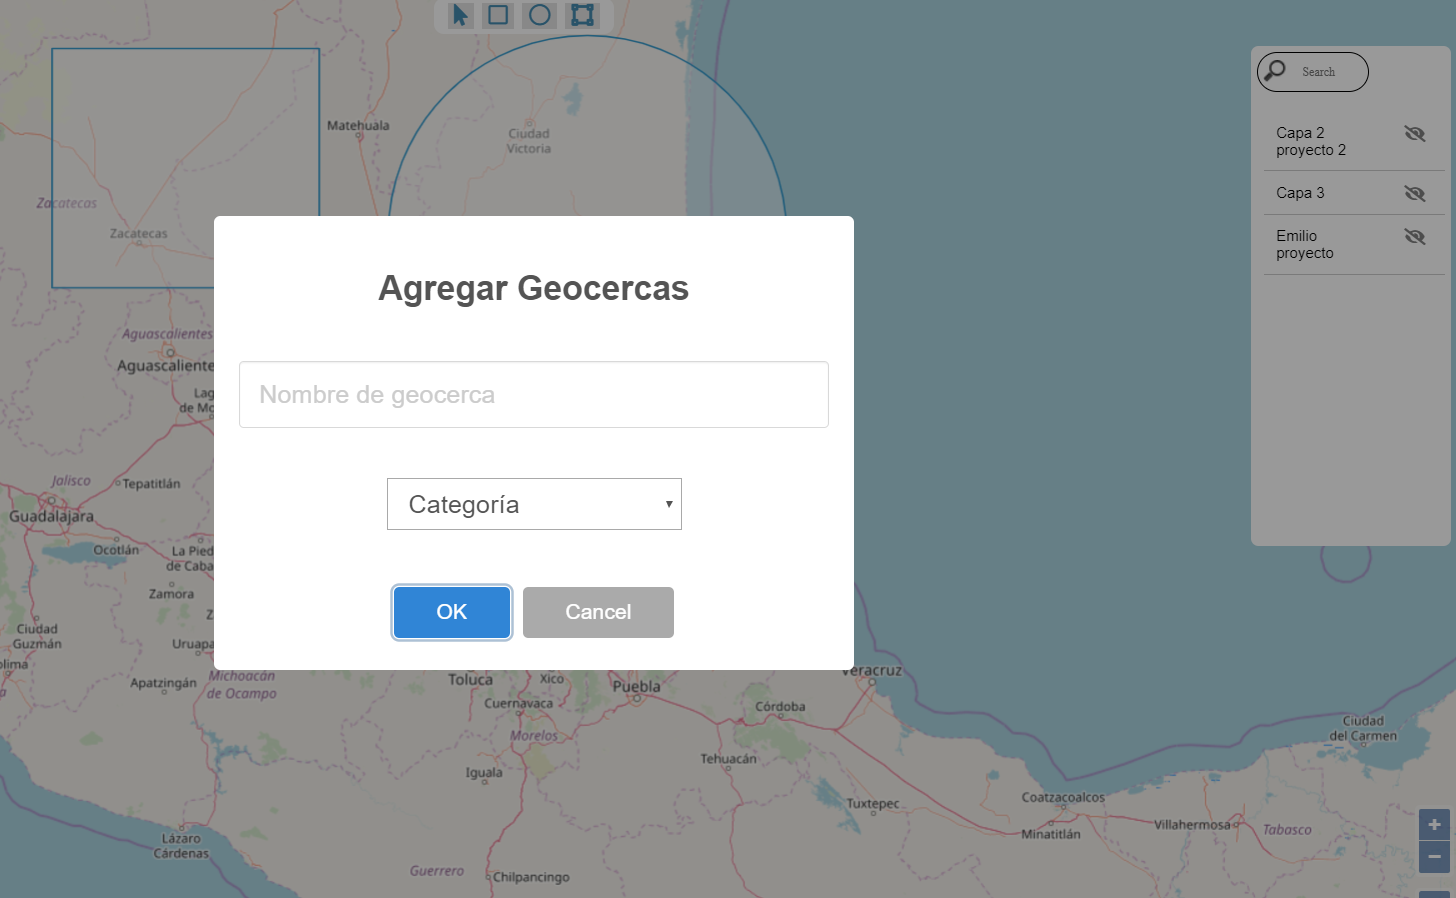 Search
Capa 2
proyecto 2
Capa 3
Emilio
proyecto
Matehuala
Ciudad
Victoria
Zacatecas
Zacatecas
Agregar Geocercas
Nombre de geocerca
Categoría
OK
Cancel
Aguascalientes
Aguascaliente
Lag
de Mo
Jalisco
Tepatitlán
Guadalajara
Ocotlán
La Pied
de Caba
Zamora
Z
Ciudad
Guzmán
Uruapa
olima
Apatzingán
Michoacán
de Ocampo
Toluca
Xico
Puebla
Veracruz
Cuernavaca
Córdoba
Morelos
Ciudad
del Carmen
Tehuacán
Iguala
Tuxtepec
Coatzacoalcos
Villahermosa
Tabasco
Minatitlán
Lázaro
Cárdenas
Guerrero
Chilpancingo
+
−